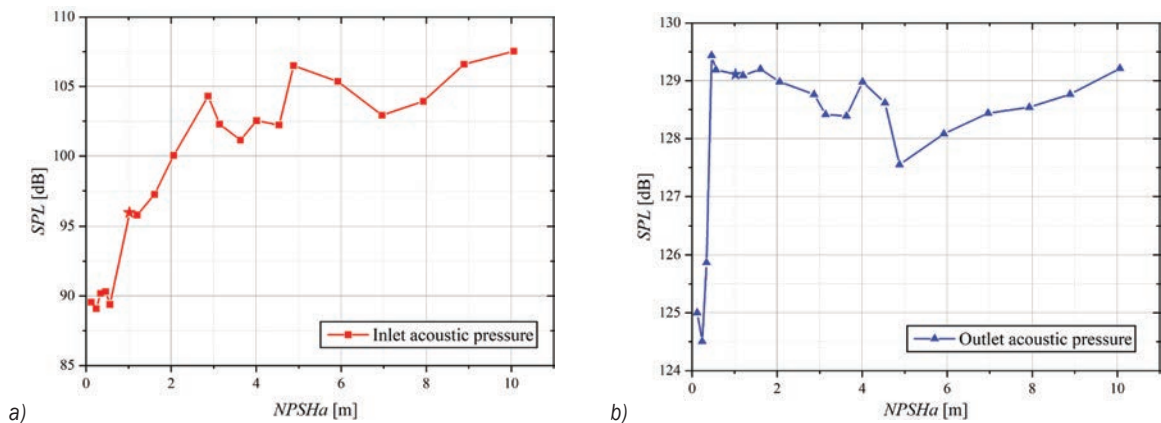 110
105
100
95
90
85
SPL [dB]
Inlet acoustic pressure
0 2 4 6 8 10
NPSHa [m]
a)
130
129
128
127
126
125
124
SPL [dB]
Outlet acoustic pressure
0 2 4 6 8 10
NPSHa [m]
b)